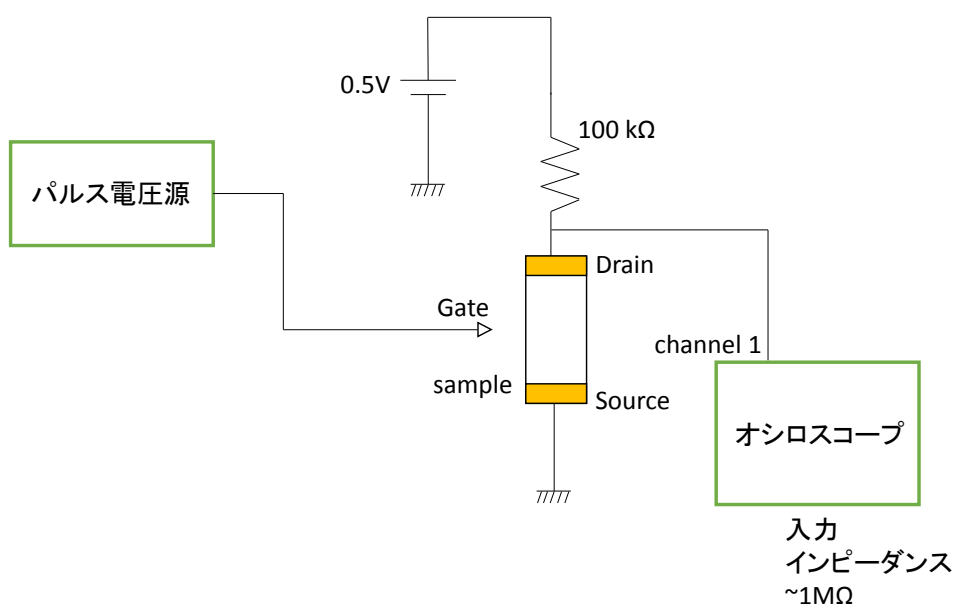 0.5V
100 kΩ
パルス電圧源
Drain
Gate
channel 1
sample
Source
オシロスコープ
入力
インピーダンス
~1MΩ